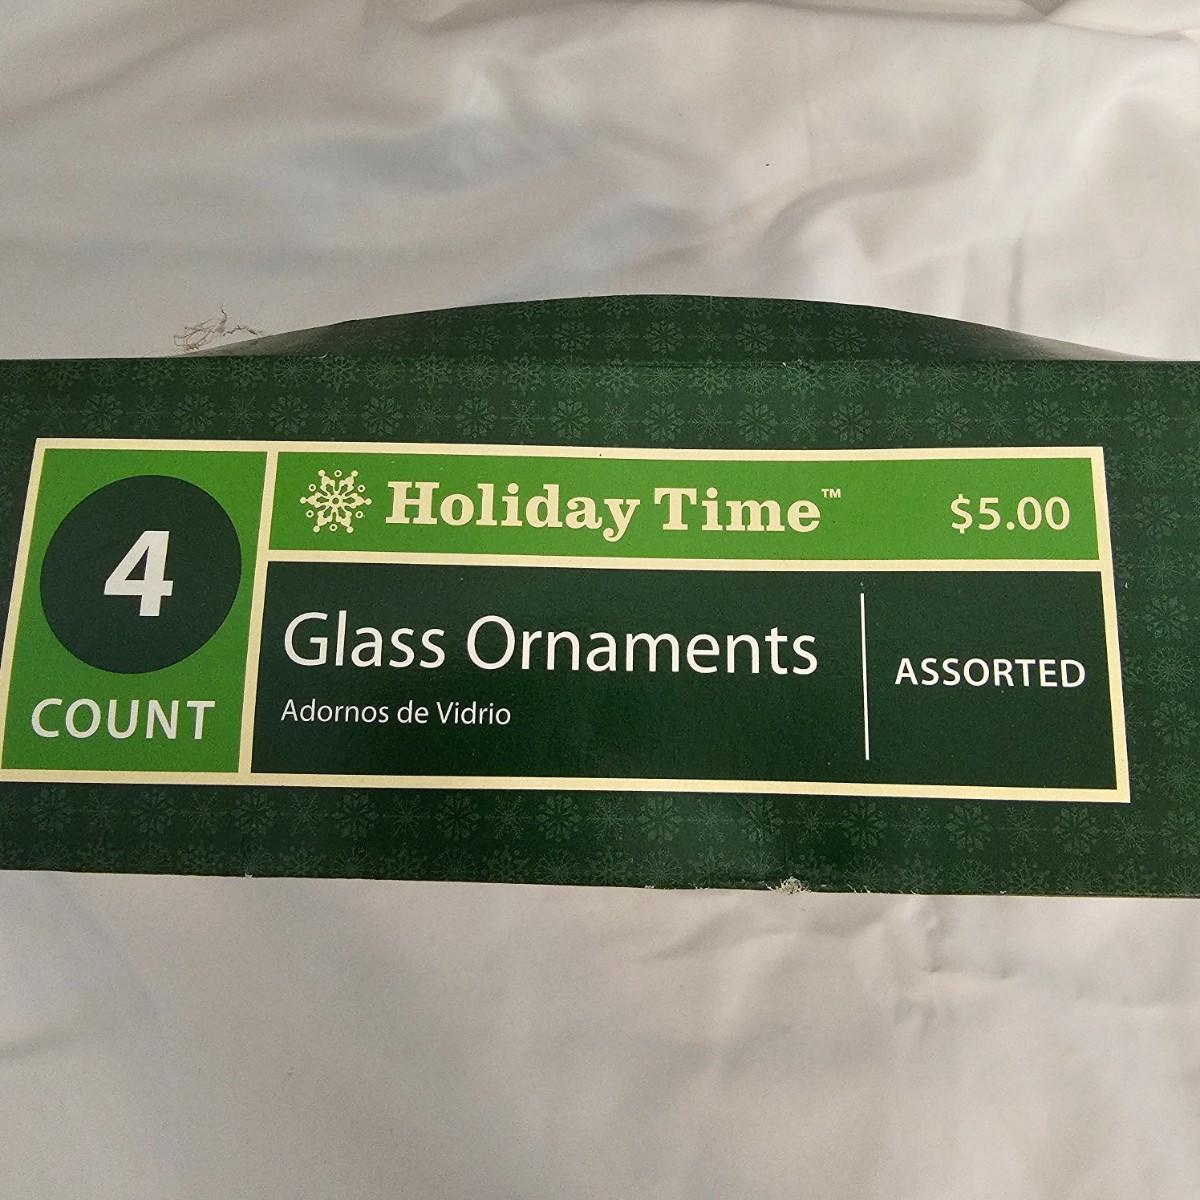 4
COUNT
Holiday Time™
$5.00
Glass Ornaments
Adornos de Vidrio
ASSORTED